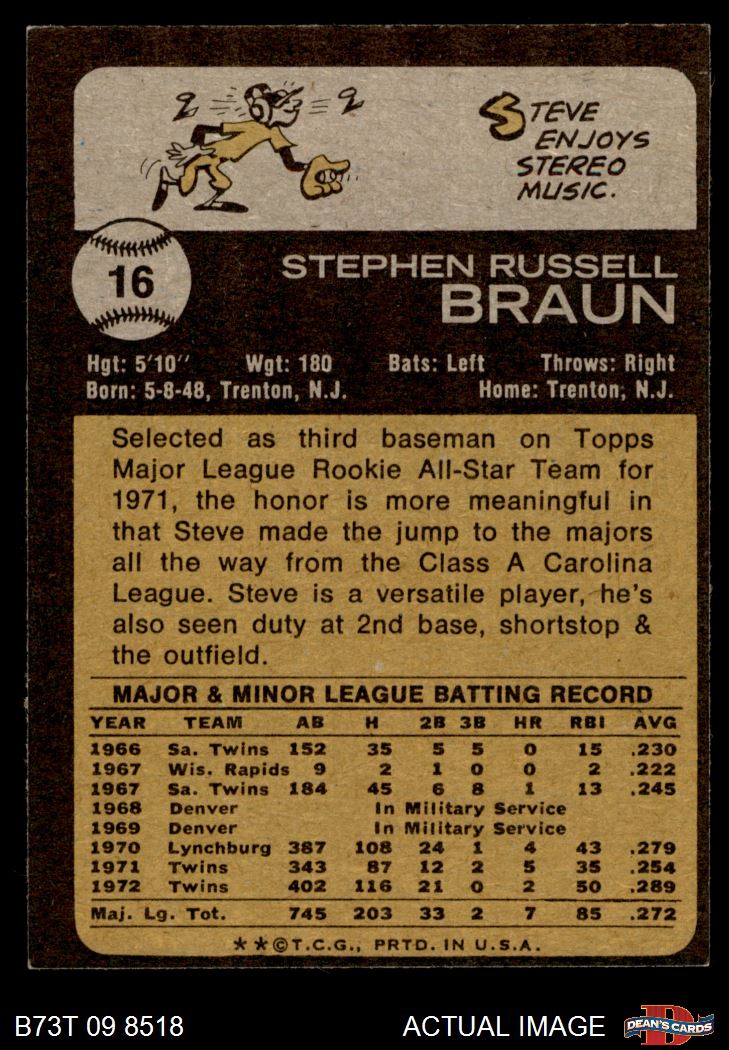 STEVE
ENJOYS
STEREO
MUSIC.
16
STEPHEN RUSSELL
BRAUN
Hgt: 5'10" Wgt: 180 Bats: Left Throws: Right
Born: 5-8-48, Trenton, N.J. Home: Trenton, N.J.
Selected as third baseman on Topps
Major League Rookie All-Star Team for
1971, the honor is more meaningful in
that Steve made the jump to the majors
all the way from the Class A Carolina
League. Steve is a versatile player, he's
also seen duty at 2nd base, shortstop &
the outfield.
MAJOR & MINOR LEAGUE BATTING RECORD
YEAR TEAM AB H 2B 3B HR RBI AVG
1966 Sa. Twins 152 35 5 5 0 15 .230
1967 Wis. Rapids 9 2 1 0 0 2 .222
1967 Sa. Twins 184 45 6 8 1 13 .245
1968 Denver In Military Service
1969 Denver In Military Service
1970 Lynchburg 387 108 24 1 4 43 .279
1971 Twins 343 87 12 2 5 35 .254
1972 Twins 402 116 21 0 2 50 .289
Maj. Lg. Tot. 745 203 33 2 7 85 .272
**©T.C.G., PRTD. IN U.S.A.
B73T 09 8518 ACTUAL IMAGE DEAN'S CARDS